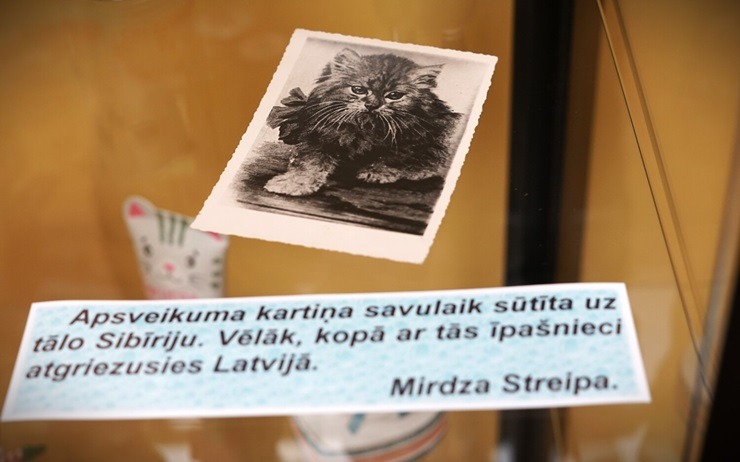 Apsveikuma kartiņa savulaik sūtīta uz
tālo Sibīriju. Vēlāk, kopā ar tās īpašnieci
atgriezusies Latvijā.
Mirdza Streipa.